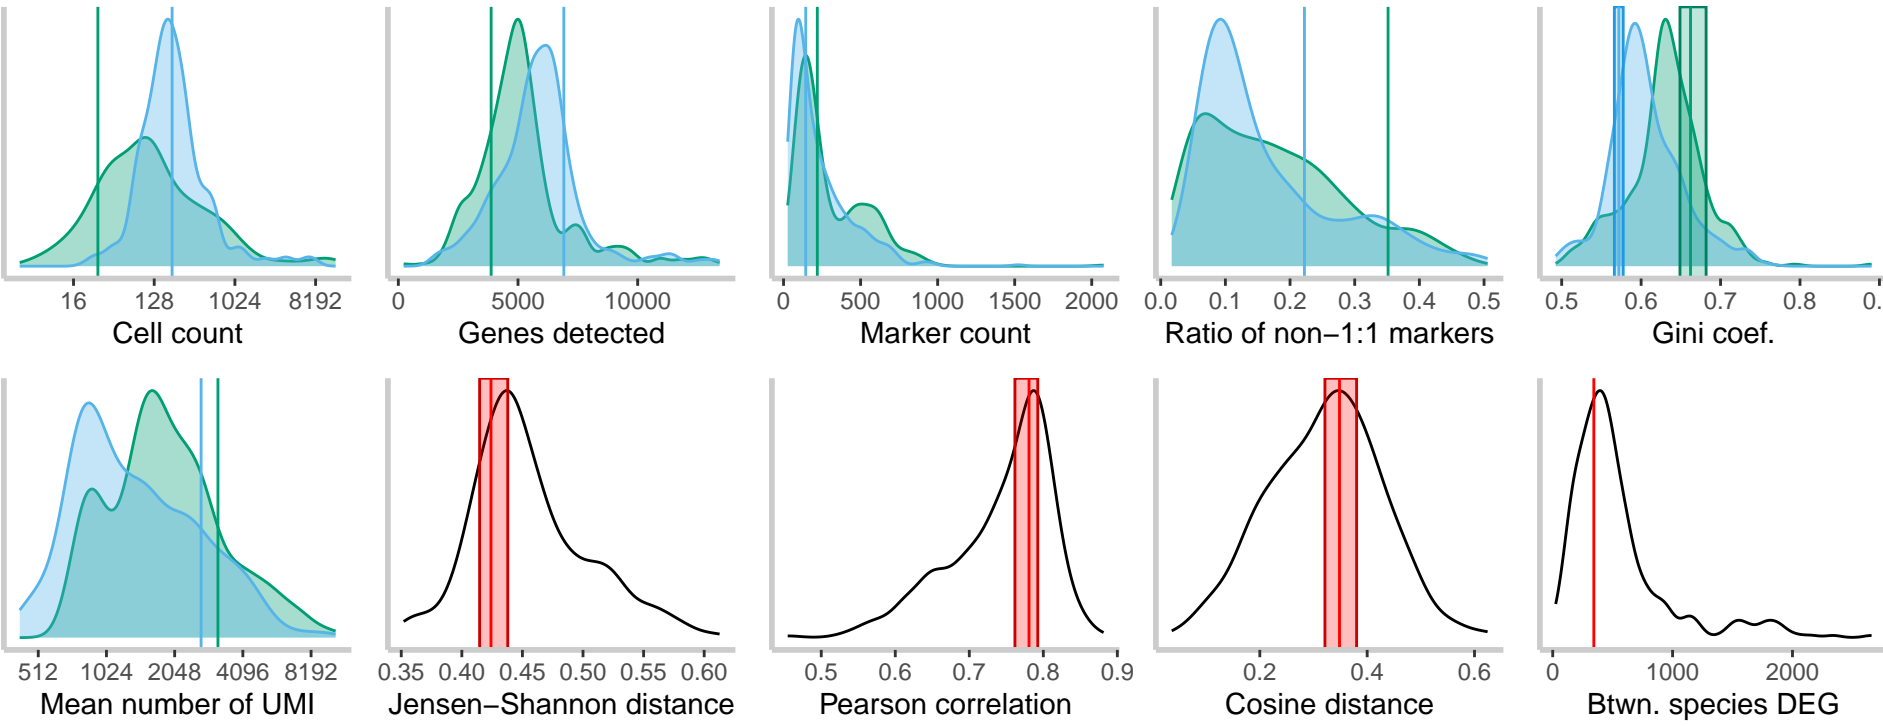 16 128 1024 8192
Cell count
0 5000 10000
Genes detected
0 500 1000 1500 2000
Marker count
0.0 0.1 0.2 0.3 0.4 0.5
Ratio of non−1:1 markers
0.5 0.6 0.7 0.8 0.
Gini coef.
512 1024 2048 4096 8192
Mean number of UMI
0.35 0.40 0.45 0.50 0.55 0.60
Jensen−Shannon distance
0.5 0.6 0.7 0.8 0.9
Pearson correlation
0.2 0.4 0.6
Cosine distance
0 1000 2000
Btwn. species DEG